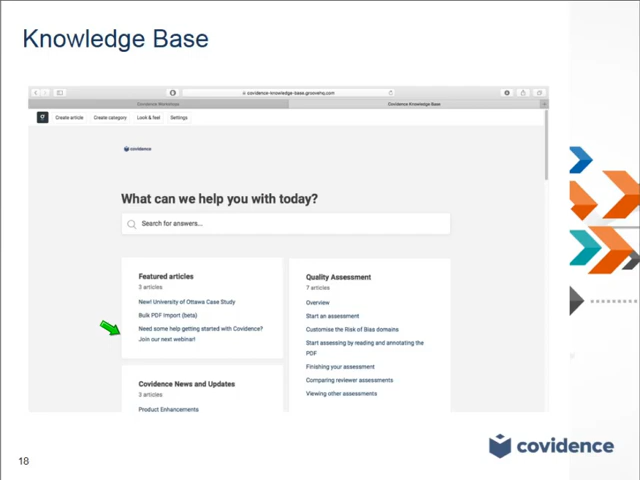 Knowledge Base
covidence-knowledge-base.groovehq.com
Covidence Workshops
Covidence Knowledge Base
Create article
Create category
Look & feel
Settings
covidence
What can we help you with today?
Search for answers...
Featured articles
3 articles
New! University of Ottawa Case Study
Bulk PDF Import (beta)
Need some help getting started with Covidence?
Join our next webinar!
Covidence News and Updates
3 articles
Product Enhancements
Quality Assessment
7 articles
Overview
Start an assessment
Customise the Risk of Bias domains
Start assessing by reading and annotating the
PDF
Finishing your assessment
Comparing reviewer assessments
Viewing other assessments
18
covidence